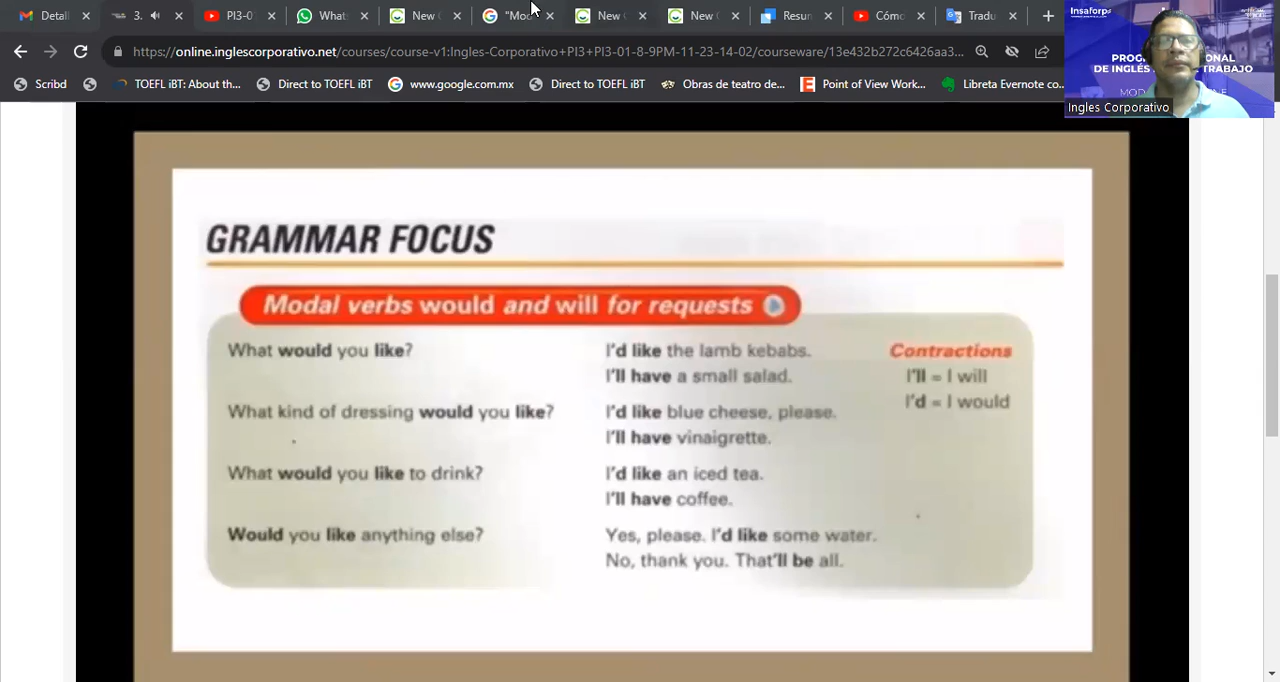 Detall
3.
PI3-0
What
New
"Mod
New
New
Resu
Cómo
Tradu
https://online.inglescorporativo.net/courses/course-v1:Ingles-Corporativo+PI3+PI3-01-8-9PM-11-23-14-02/courseware/13e432b272c6426aa3...
Scribd
TOEFL iBT: About th...
Direct to TOEFL iBT
www.google.com.mx
Direct to TOEFL iBT
Obras de teatro de...
Point of View Work...
Libreta Evernote co...
Insaforp
Ingles Corporativo
GRAMMAR FOCUS
Modal verbs would and will for requests
What would you like? I'd like the lamb kebabs. Contractions
I'll have a small salad. I'll = I will
I'd = I would
What kind of dressing would you like? I'd like blue cheese, please.
I'll have vinaigrette.
What would you like to drink? I'd like an iced tea.
I'll have coffee.
Would you like anything else? Yes, please. I'd like some water.
No, thank you. That'll be all.